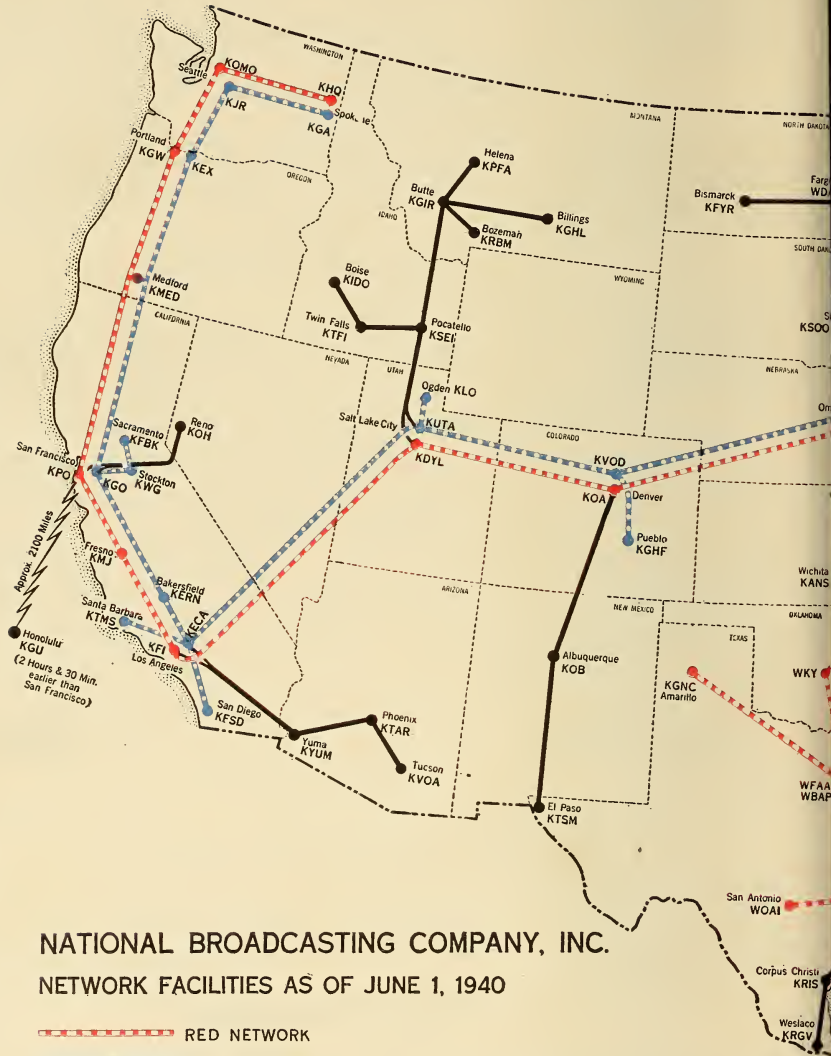 WASHINGTON
Seattle
KOMO
KHQ
KJR
KGA
Portland
KGW
KEX
OREGON
MONTANA
NORTH DAKOTA
Helena
KPFA
Butte
KGIR
IDAHO
Billings
KGHL
Bozeman
KRBM
Bismarck
KFYR
Medford
KMED
CALIFORNIA
Boise
KIDO
Twin Falls
KTFI
Pocatello
KSEI
WYOMING
KSOO
NEVADA
UTAH
NEBRASKA
Ogden KLO
Salt Lake City
KUTA
KDYL
COLORADO
KVOD
KOA
Denver
Pueblo
KGHF
Sacramento
KFBK
Reno
KOH
San Francisco
KPO
KGO
Stockton
KWG
Approx. 2100 Miles
Fresno
KMJ
Bakersfield
KERN
Santa Barbara
KTMS
KECA
KFI
Los Angeles
Honolulu
KGU
(2 Hours & 30 Min.
earlier than
San Francisco)
San Diego
KFSD
ARIZONA
NEW MEXICO
Wichita
KANS
OKLAHOMA
TEXAS
Albuquerque
KOB
KGNC
Amarillo
WKY
Phoenix
KTAR
Yuma
KYUM
Tucson
KVOA
El Paso
KTSM
WFAA
WBAP
San Antonio
WOAI
Corpus Christi
KRIS
Weslaco
KRGV
NATIONAL BROADCASTING COMPANY, INC.
NETWORK FACILITIES AS OF JUNE 1, 1940
RED NETWORK